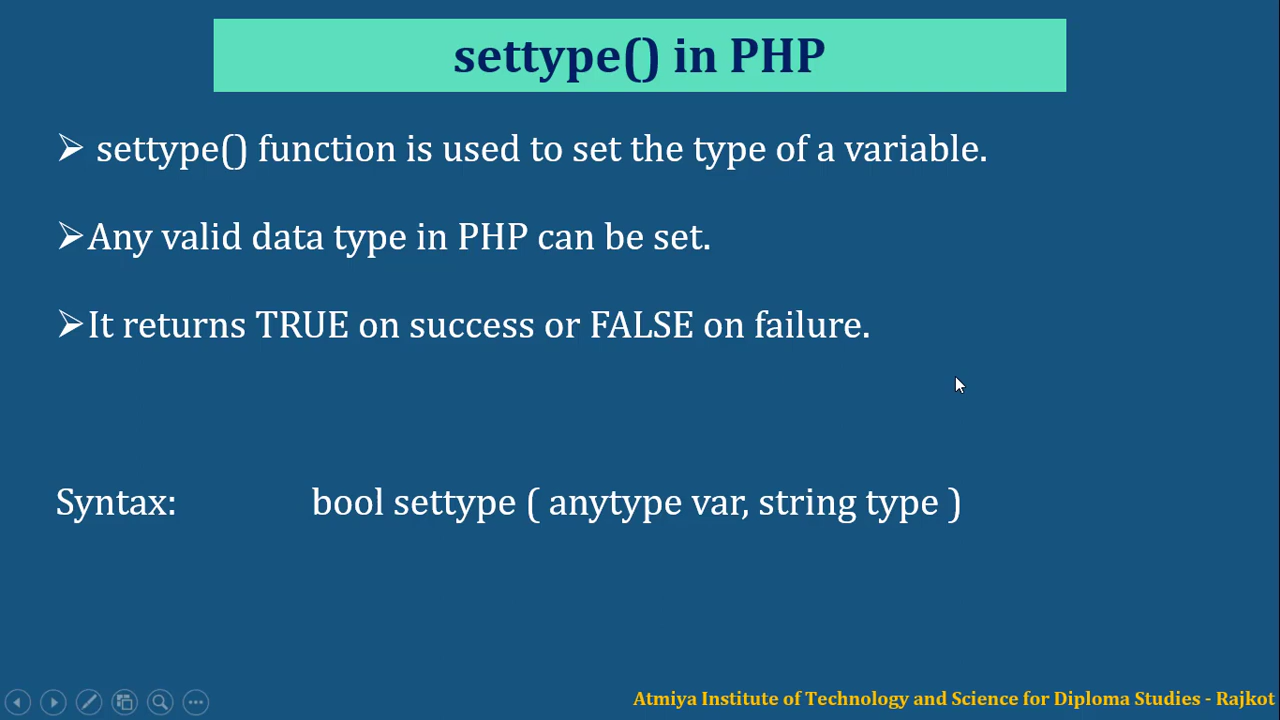 settype() in PHP
➢ settype() function is used to set the type of a variable.
➢Any valid data type in PHP can be set.
➢It returns TRUE on success or FALSE on failure.
Syntax: bool settype ( anytype var, string type )
Atmiya Institute of Technology and Science for Diploma Studies - Rajkot